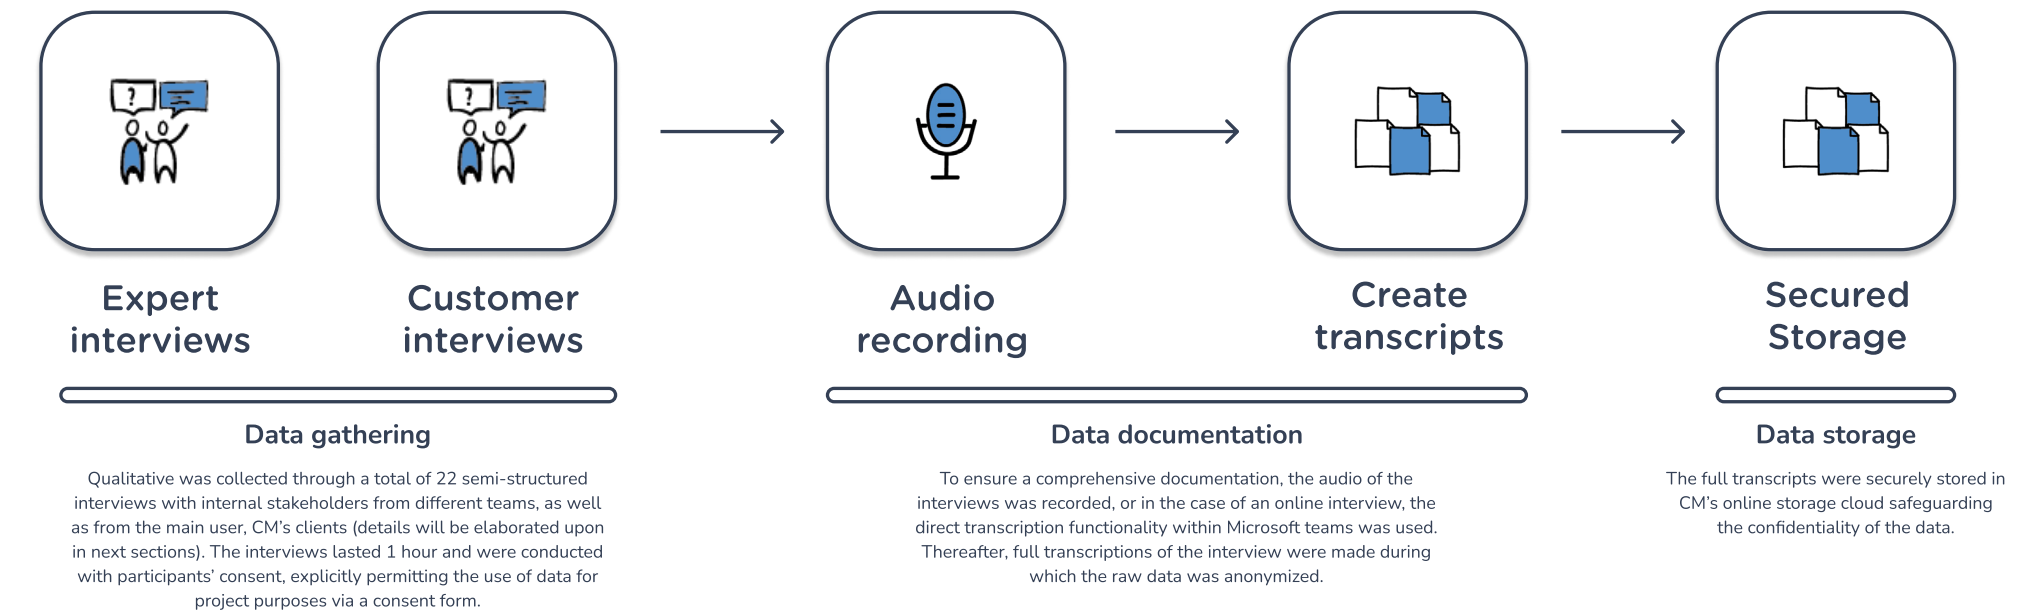 ?
?
Expert
interviews
Customer
interviews
Audio
recording
Create
transcripts
Secured
Storage
Data gathering
Qualitative was collected through a total of 22 semi-structured
interviews with internal stakeholders from different teams, as well
as from the main user, CM's clients (details will be elaborated upon
in next sections). The interviews lasted 1 hour and were conducted
with participants' consent, explicitly permitting the use of data for
project purposes via a consent form.
Data documentation
To ensure a comprehensive documentation, the audio of the
interviews was recorded, or in the case of an online interview, the
direct transcription functionality within Microsoft teams was used.
Thereafter, full transcriptions of the interview were made during
which the raw data was anonymized.
Data storage
The full transcripts were securely stored in
CM's online storage cloud safeguarding
the confidentiality of the data.